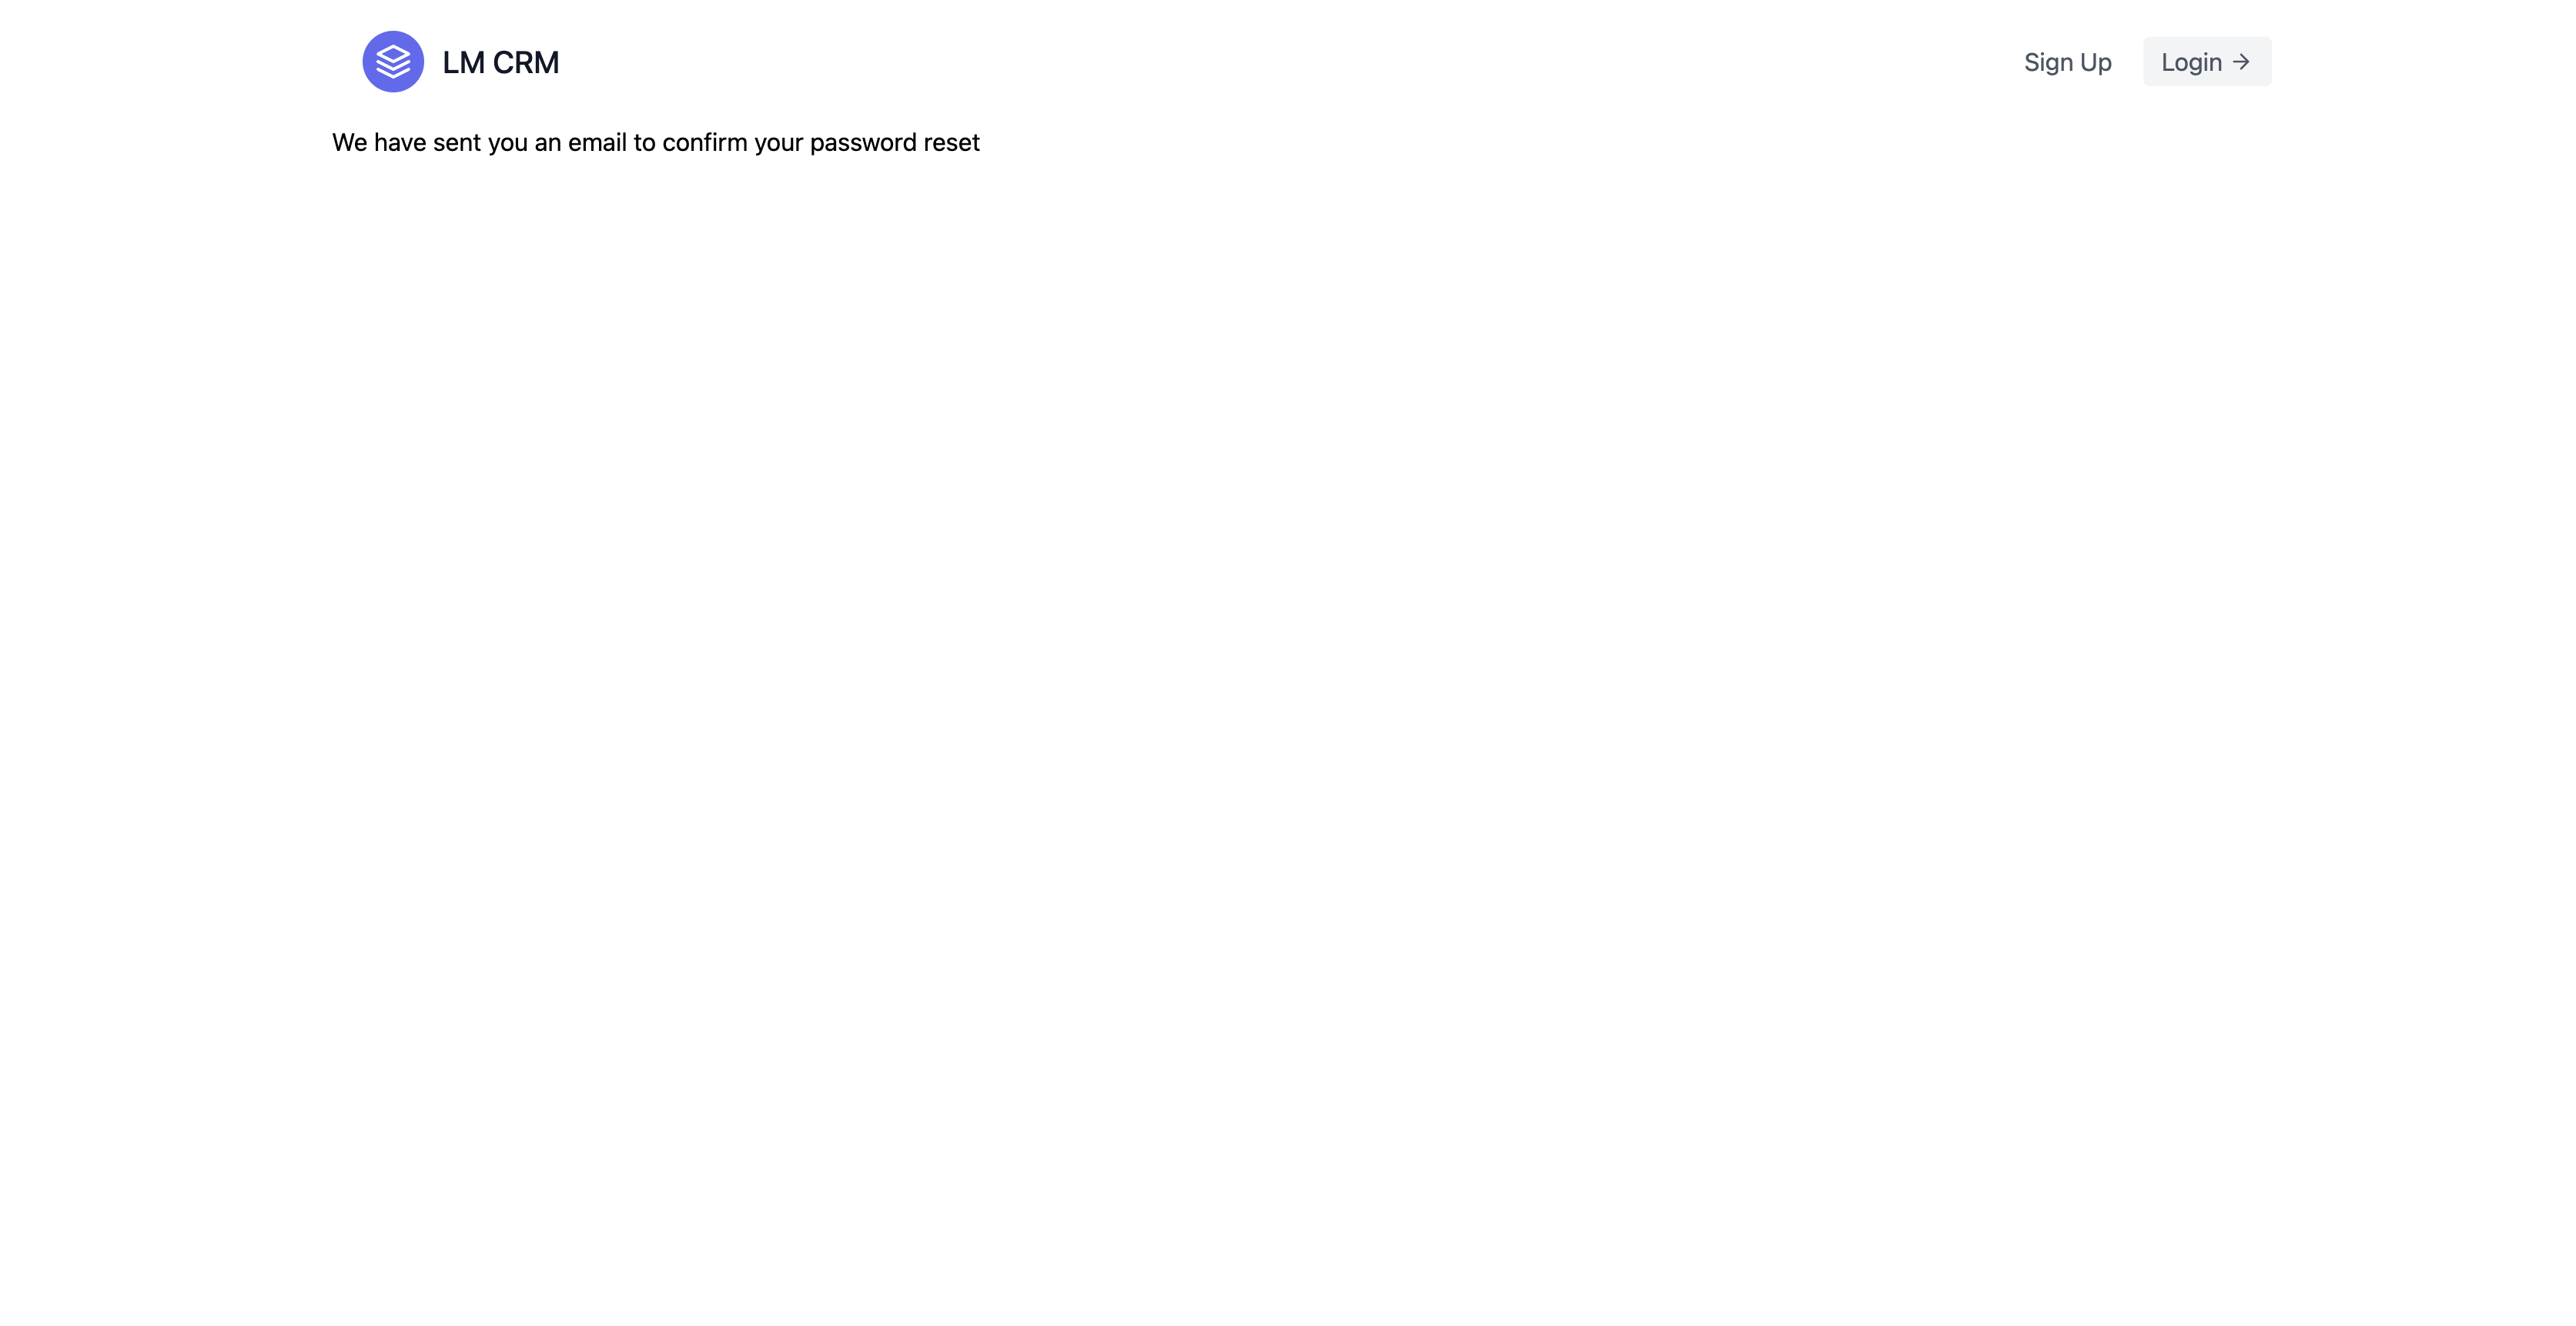 LM CRM
Sign Up
Login →
We have sent you an email to confirm your password reset